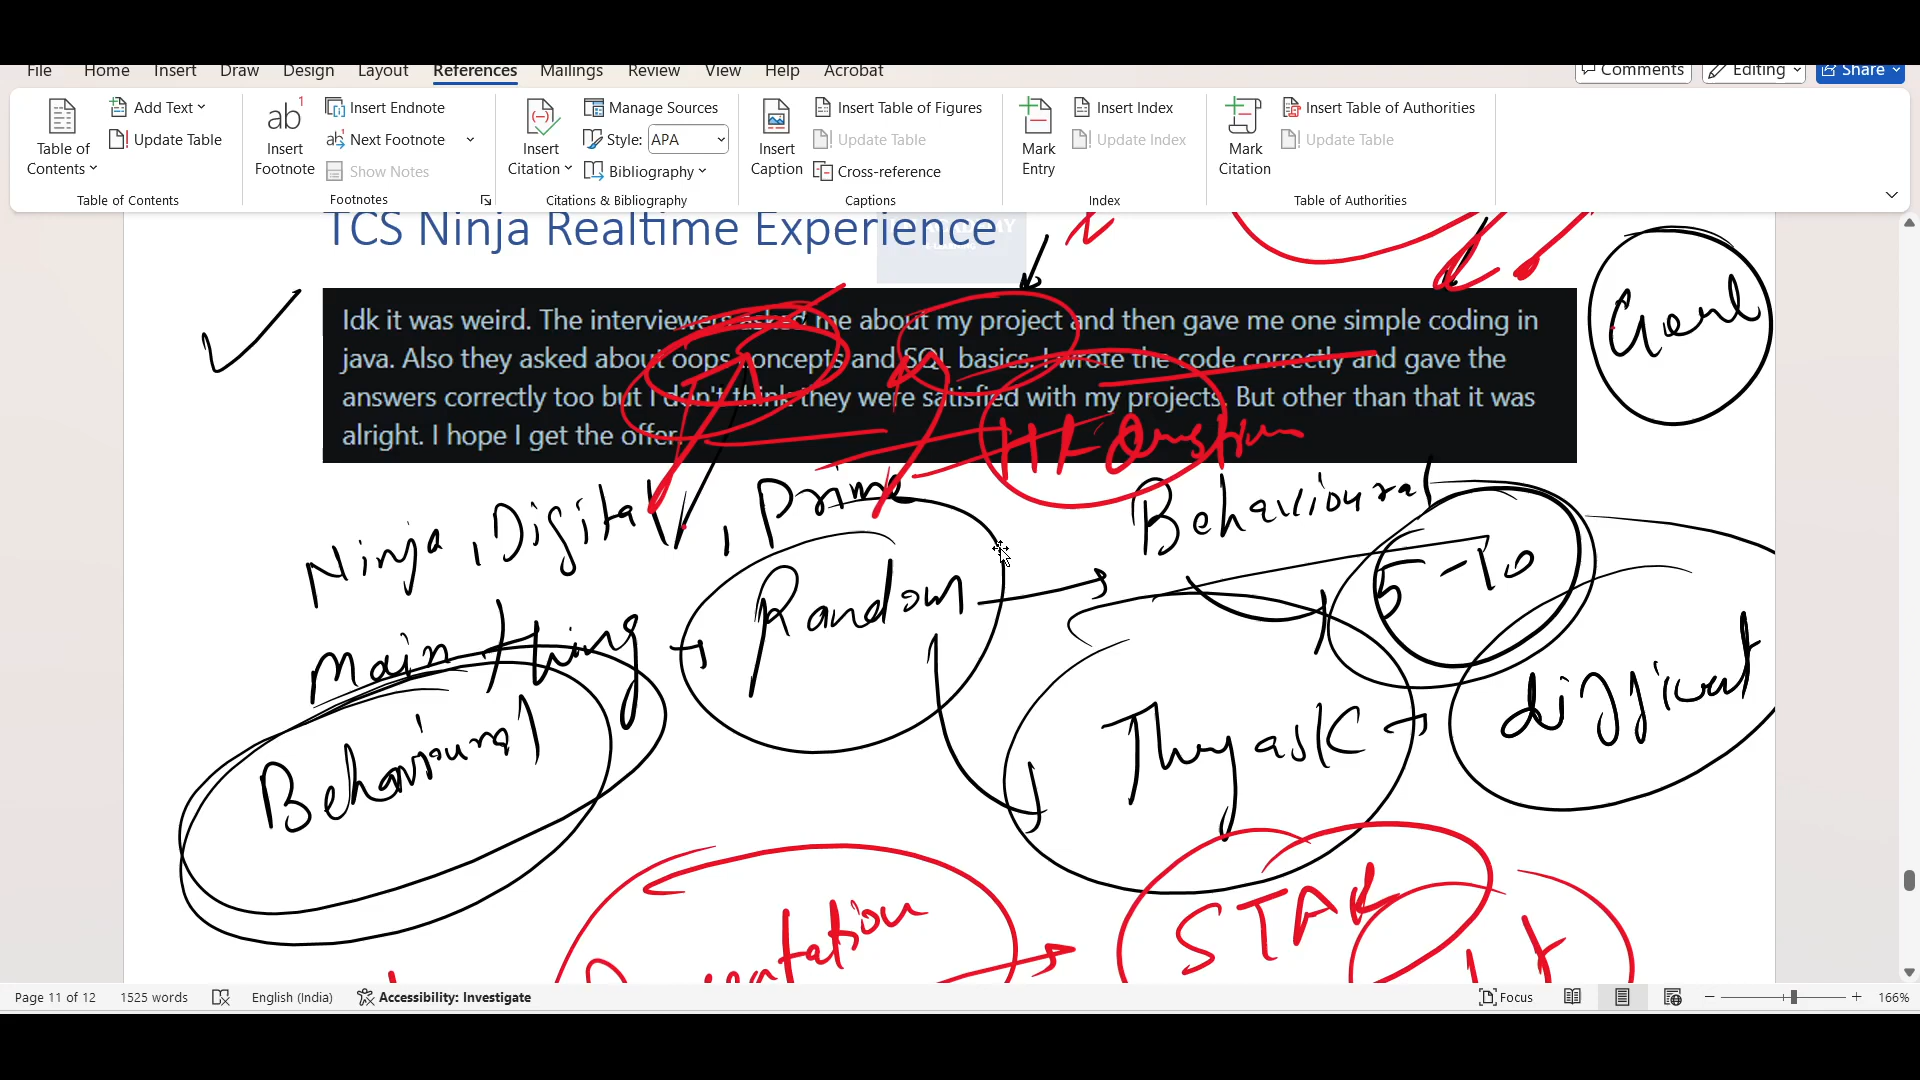 File Home Insert Draw Design Layout References Mailings Review View Help Acrobat Comments Editing Share
Table of Contents
Add Text
Update Table
Table of Contents
ab Insert Footnote
Insert Endnote
Next Footnote
Show Notes
Footnotes
Insert Citation
Manage Sources
Style: APA
Bibliography
Citations & Bibliography
Insert Caption
Insert Table of Figures
Update Table
Cross-reference
Captions
Mark Entry
Insert Index
Update Index
Index
Mark Citation
Insert Table of Authorities
Update Table
Table of Authorities
TCS Ninja Realtime Experience
Idk it was weird. The interviewers asked me about my project and then gave me one simple coding in
java. Also they asked about oops concepts and SQL basics. I wrote the code correctly and gave the
answers correctly too but I don't think they were satisfied with my projects. But other than that it was
alright. I hope I get the offer.
HR Question
Ninja, Digital, Prime
Behavioural
5-10
Main thing
Random
They ask
Behavioural
STAR
Page 11 of 12 1525 words English (India) Accessibility: Investigate Focus 166%